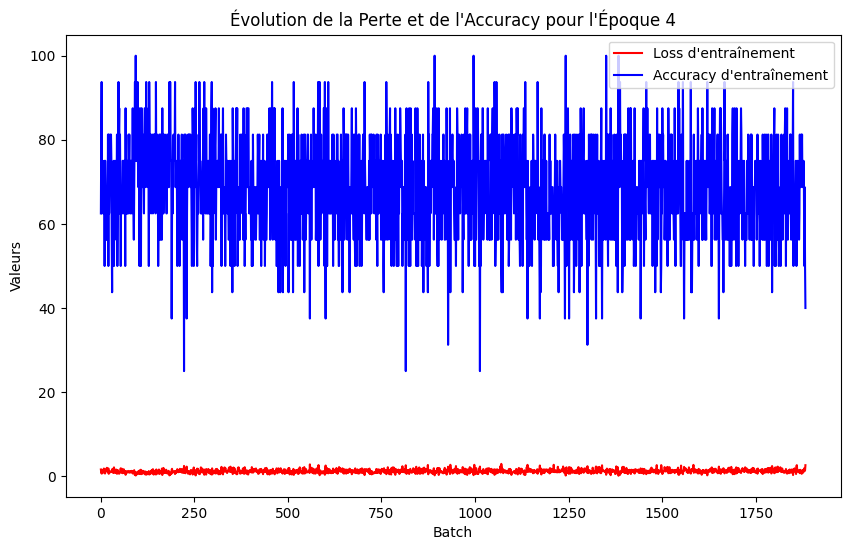 Évolution de la Perte et de l'Accuracy pour l'Époque 4
Loss d'entraînement
Accuracy d'entraînement
Valeurs
100
80
60
40
20
0
0 250 500 750 1000 1250 1500 1750
Batch